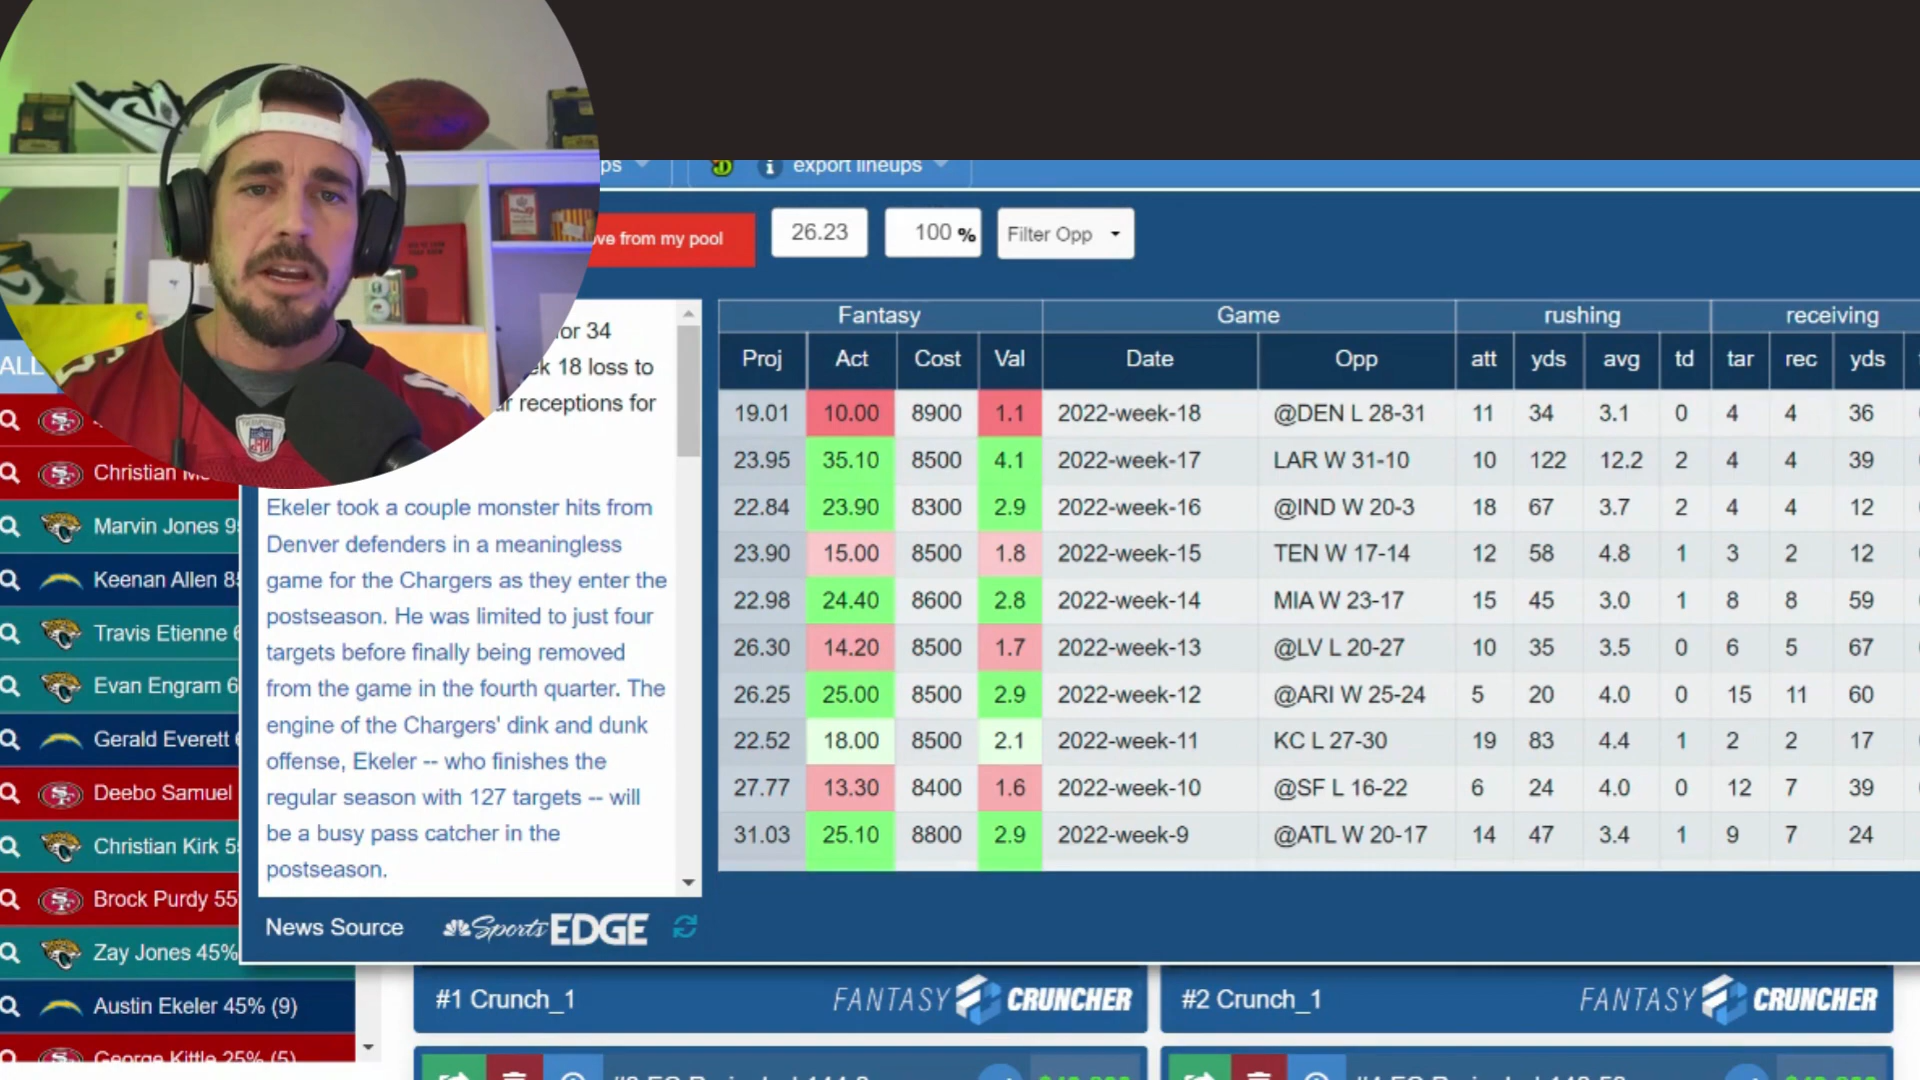 export lineups
ve from my pool
26.23
100 %
Filter Opp
for 34
18 loss to
receptions for
Ekeler took a couple monster hits from
Denver defenders in a meaningless
game for the Chargers as they enter the
postseason. He was limited to just four
targets before finally being removed
from the game in the fourth quarter. The
engine of the Chargers' dink and dunk
offense, Ekeler -- who finishes the
regular season with 127 targets -- will
be a busy pass catcher in the
postseason.
News Source
Sports EDGE
Fantasy Game rushing receiving
Proj Act Cost Val Date Opp att yds avg td tar rec yds
19.01 10.00 8900 1.1 2022-week-18 @DEN L 28-31 11 34 3.1 0 4 4 36
23.95 35.10 8500 4.1 2022-week-17 LAR W 31-10 10 122 12.2 2 4 4 39
22.84 23.90 8300 2.9 2022-week-16 @IND W 20-3 18 67 3.7 2 4 4 12
23.90 15.00 8500 1.8 2022-week-15 TEN W 17-14 12 58 4.8 1 3 2 12
22.98 24.40 8600 2.8 2022-week-14 MIA W 23-17 15 45 3.0 1 8 8 59
26.30 14.20 8500 1.7 2022-week-13 @LV L 20-27 10 35 3.5 0 6 5 67
26.25 25.00 8500 2.9 2022-week-12 @ARI W 25-24 5 20 4.0 0 15 11 60
22.52 18.00 8500 2.1 2022-week-11 KC L 27-30 19 83 4.4 1 2 2 17
27.77 13.30 8400 1.6 2022-week-10 @SF L 16-22 6 24 4.0 0 12 7 39
31.03 25.10 8800 2.9 2022-week-9 @ATL W 20-17 14 47 3.4 1 9 7 24
ALL
Christian
Marvin Jones
Keenan Allen
Travis Etienne
Evan Engram
Gerald Everett
Deebo Samuel
Christian Kirk
Brock Purdy 55
Zay Jones 45%
Austin Ekeler 45% (9)
George Kittle 25% (5)
#1 Crunch_1
FANTASY CRUNCHER
#2 Crunch_1
FANTASY CRUNCHER